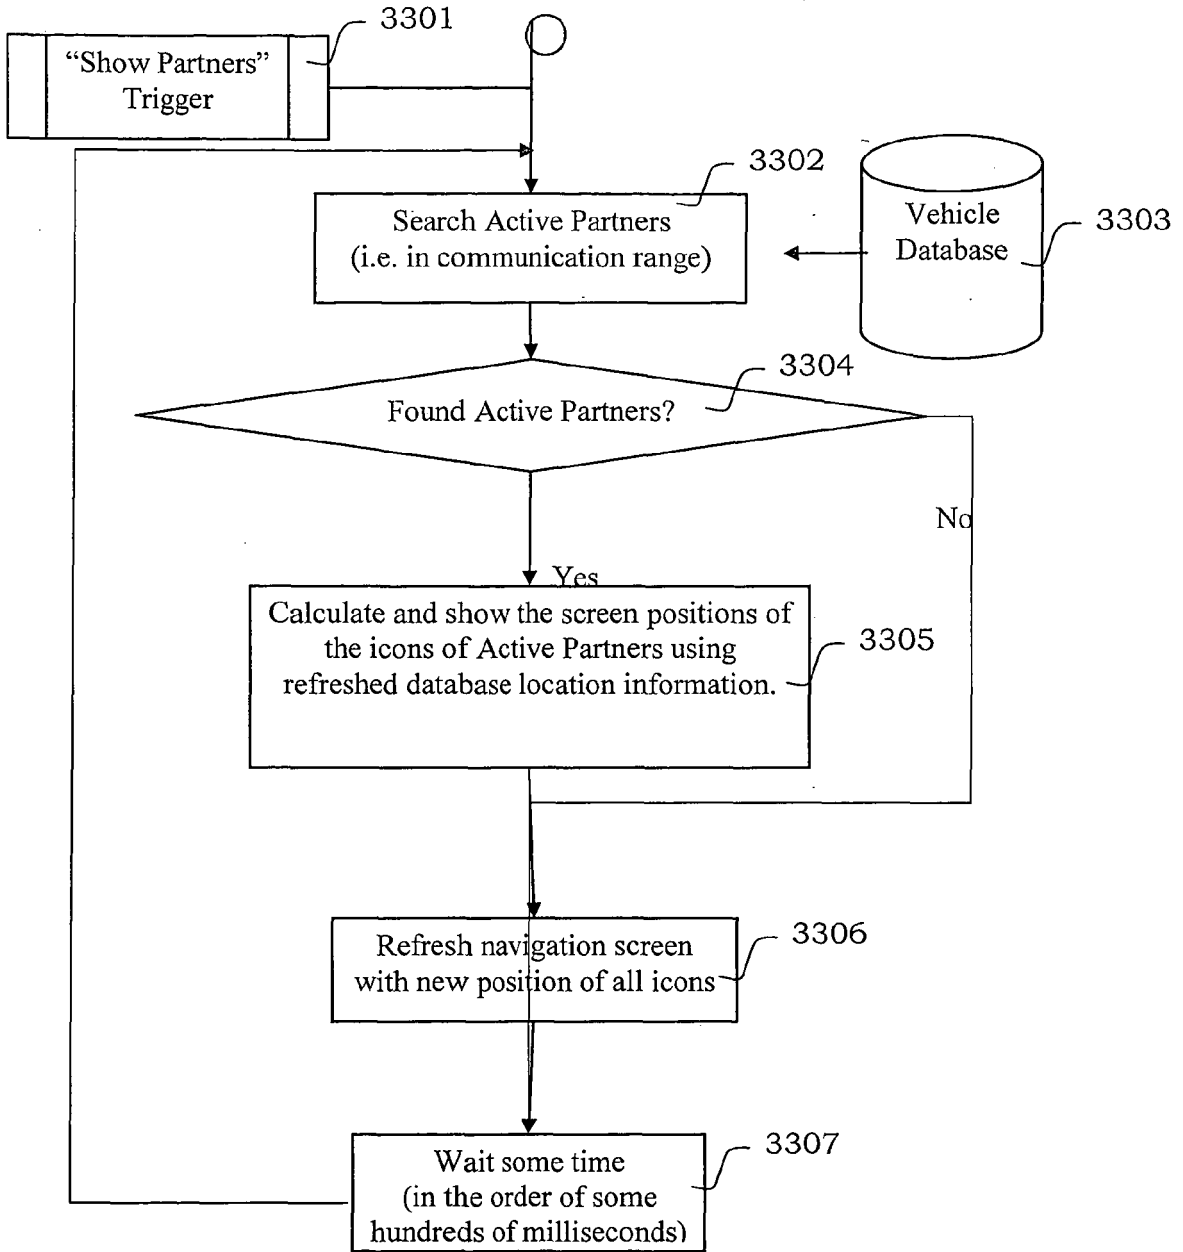 3301
“Show Partners”
Trigger
3302
Search Active Partners
(i.e. in communication range)
Vehicle
Database
3303
3304
Found Active Partners?
No
Yes
Calculate and show the screen positions of
the icons of Active Partners using
refreshed database location information.
3305
3306
Refresh navigation screen
with new position of all icons
3307
Wait some time
(in the order of some
hundreds of milliseconds)